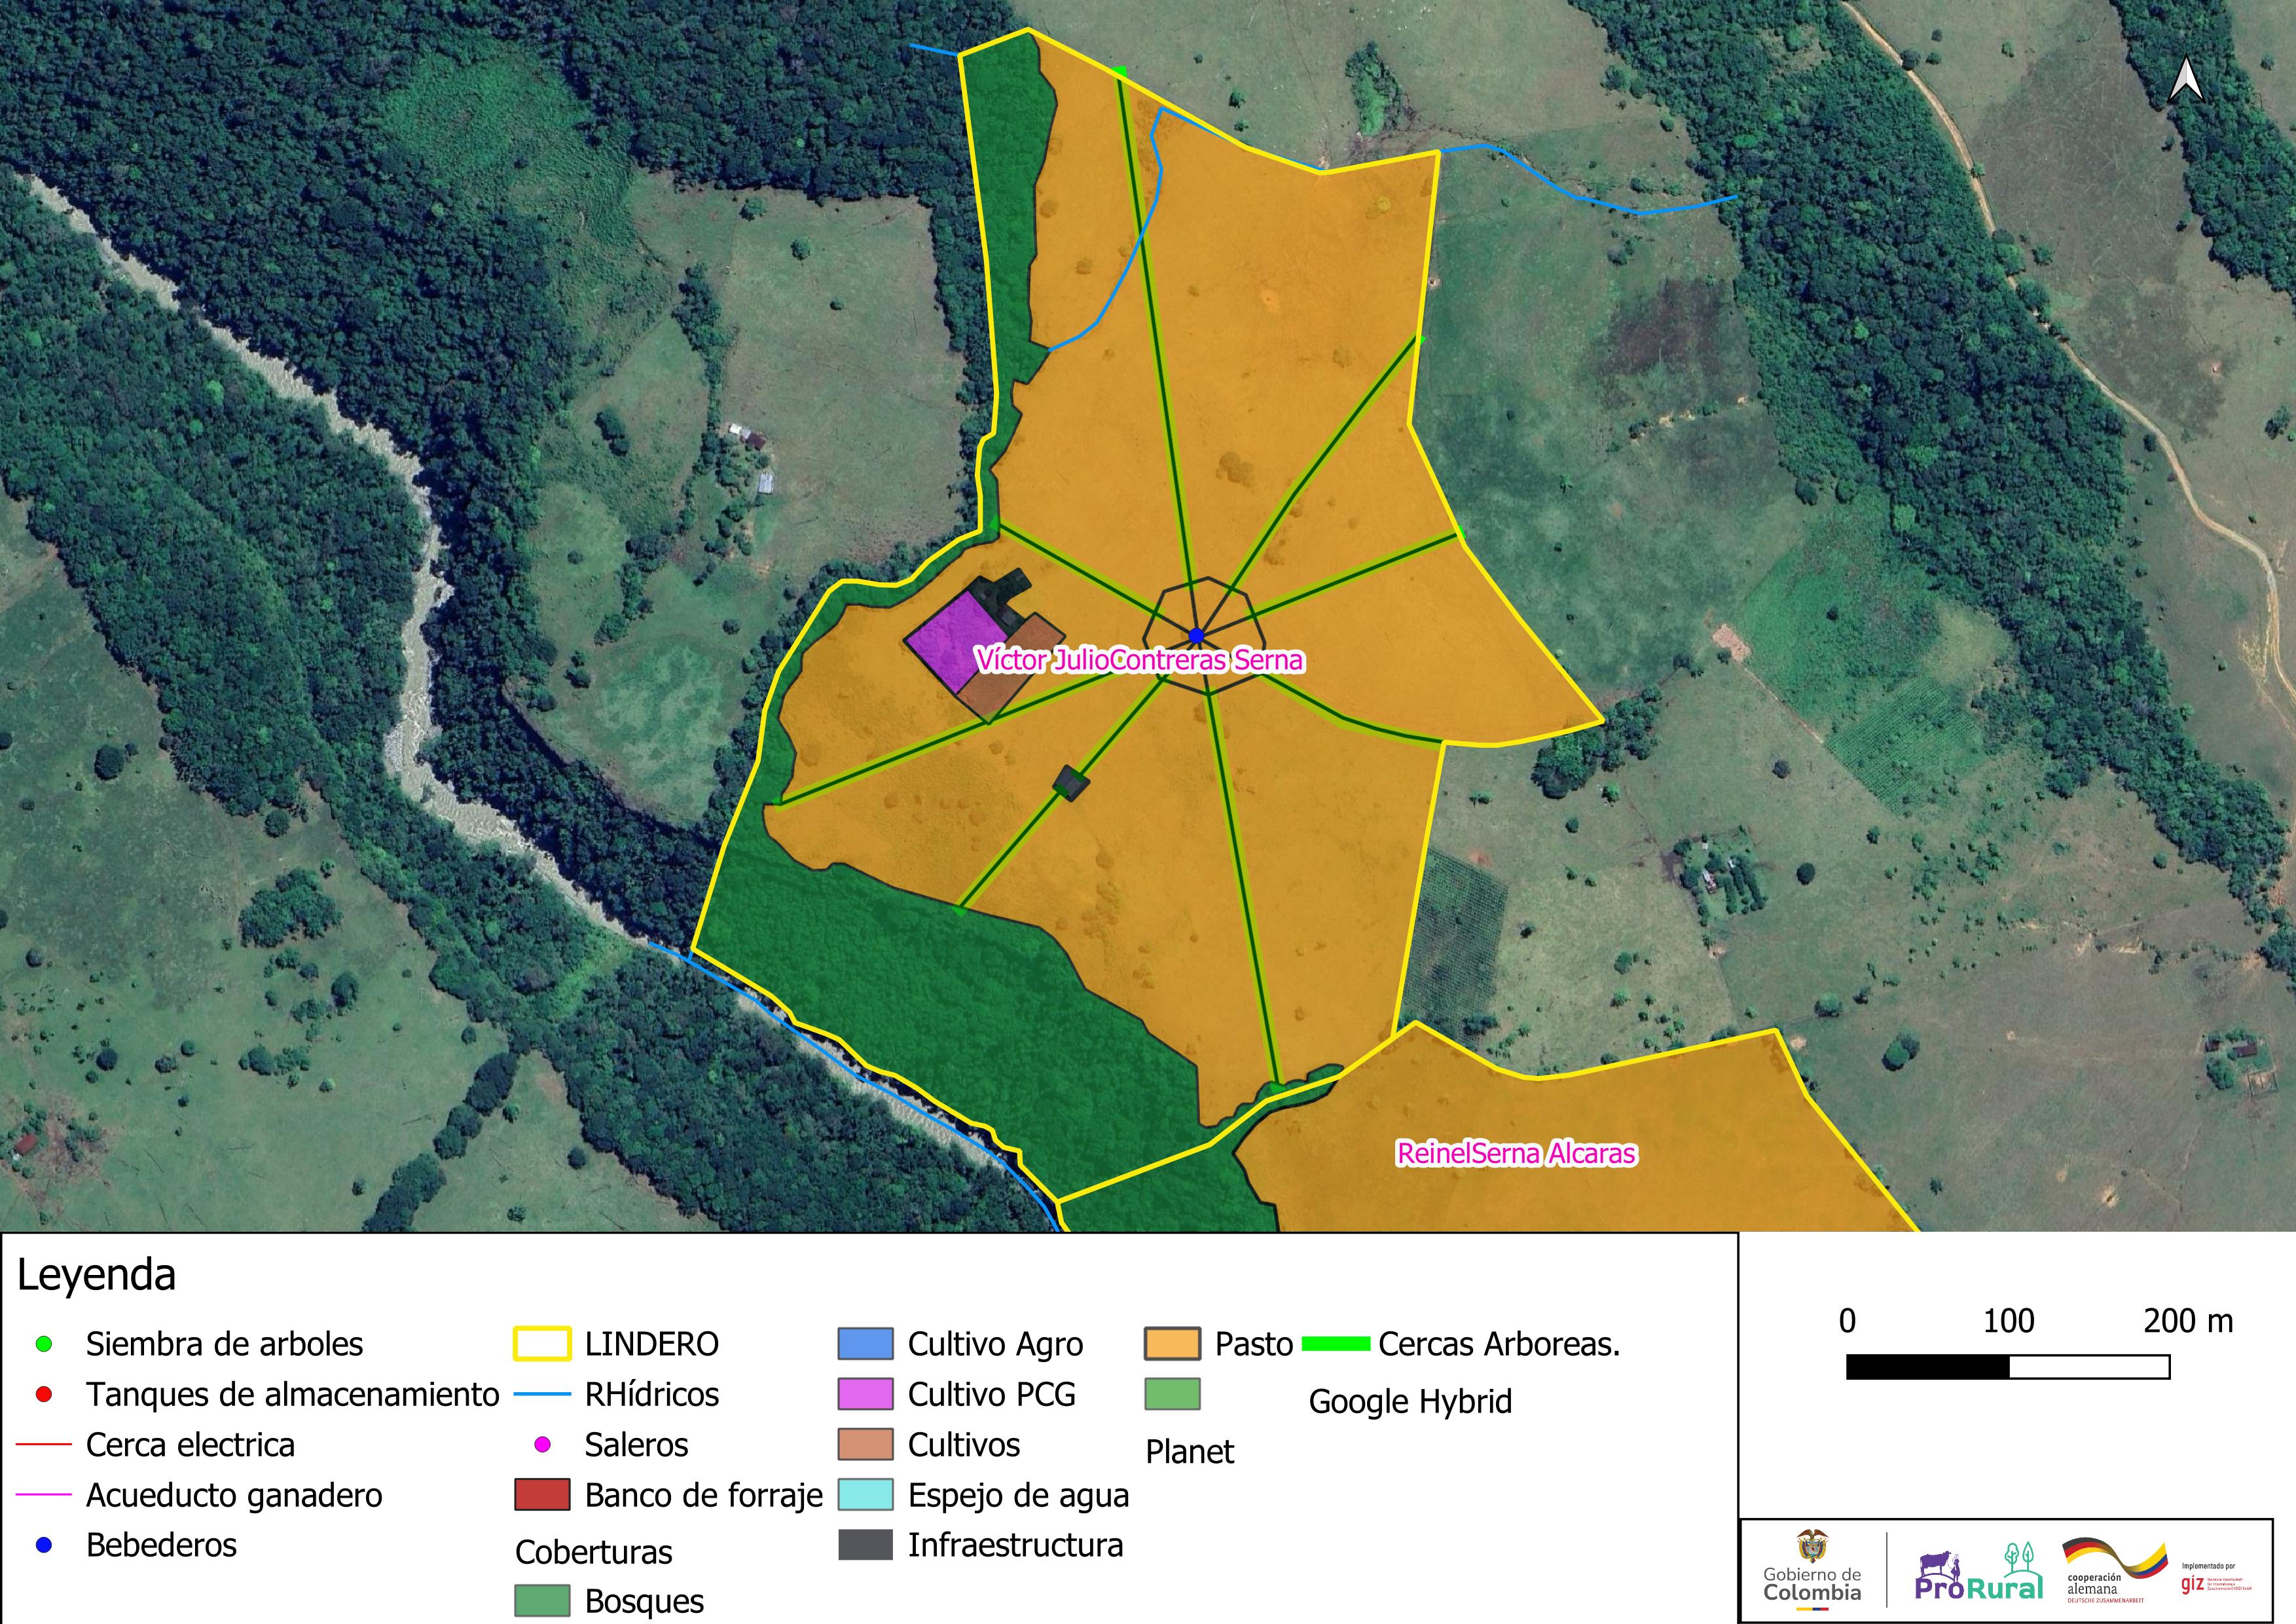 Víctor JulioContreras Serna
ReinelSerna Alcaras
Leyenda
Siembra de arboles
Tanques de almacenamiento
Cerca electrica
Acueducto ganadero
Bebederos
LINDERO
RHídricos
Saleros
Banco de forraje
Coberturas
Bosques
Cultivo Agro
Cultivo PCG
Cultivos
Espejo de agua
Infraestructura
Pasto
Planet
Cercas Arboreas.
Google Hybrid
0 100 200 m
Gobierno de
Colombia
ProRural
cooperación
alemana
DEUTSCHE ZUSAMMENARBEIT
Implementado por
giz